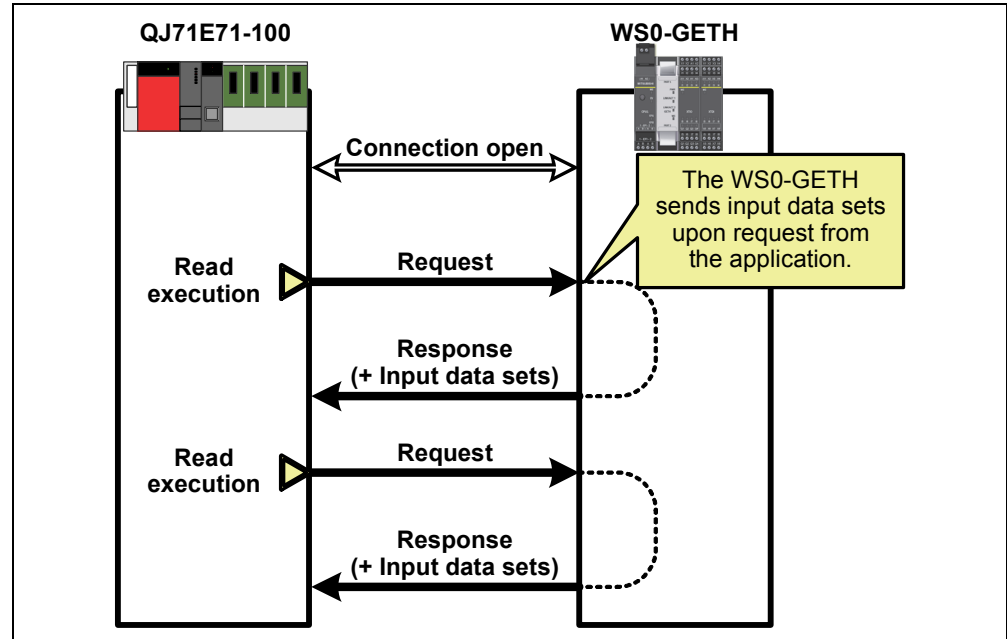 QJ71E71-100
WS0-GETH
Connection open
The WS0-GETH
sends input data sets
upon request from
the application.
Read
execution
Request
Response
(+ Input data sets)
Read
execution
Request
Response
(+ Input data sets)